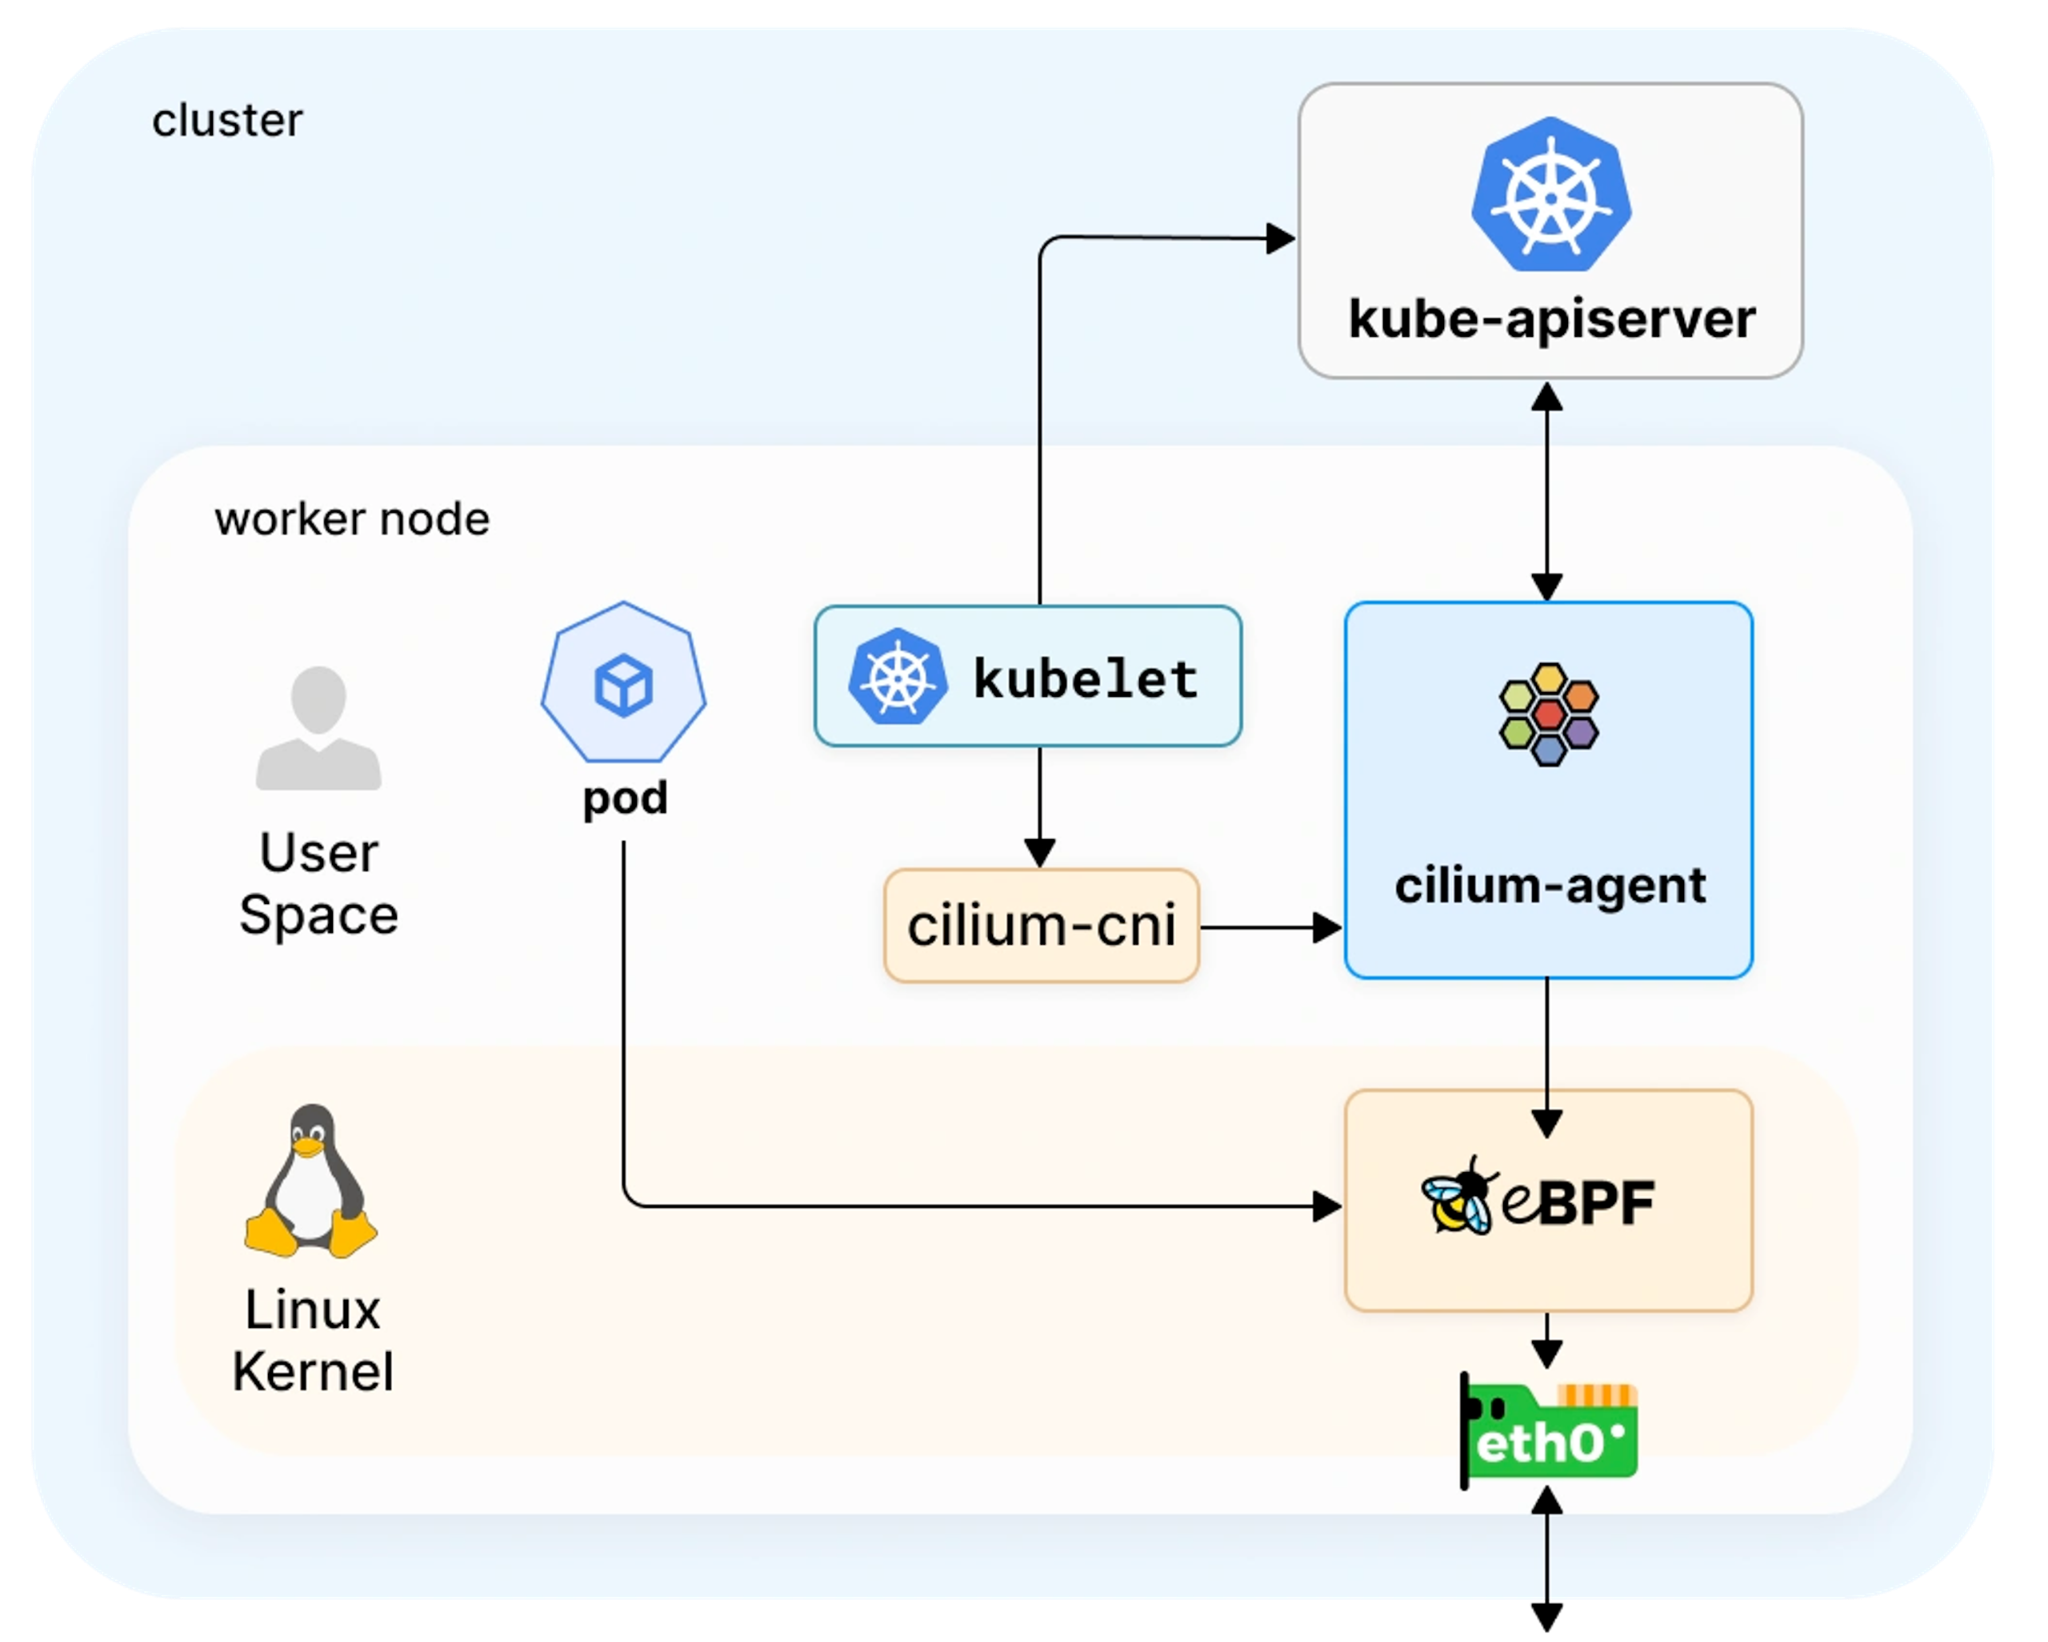 cluster
kube-apiserver
worker node
kubelet
pod
User
Space
cilium-cni
cilium-agent
eBPF
Linux
Kernel
eth0